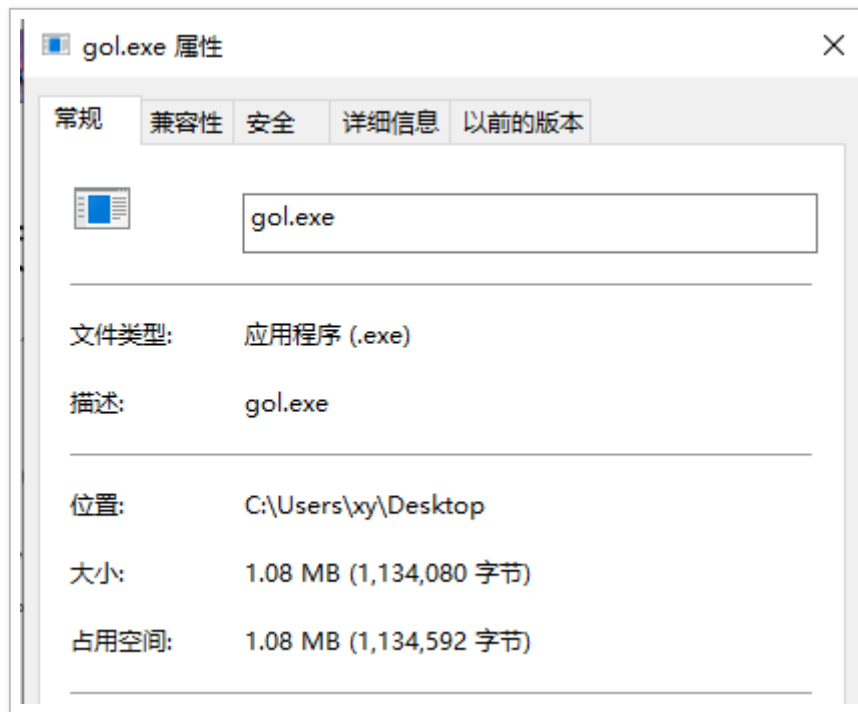 gol.exe 属性
常规 兼容性 安全 详细信息 以前的版本
gol.exe
文件类型: 应用程序 (.exe)
描述: gol.exe
位置: C:\Users\xy\Desktop
大小: 1.08 MB (1,134,080 字节)
占用空间: 1.08 MB (1,134,592 字节)